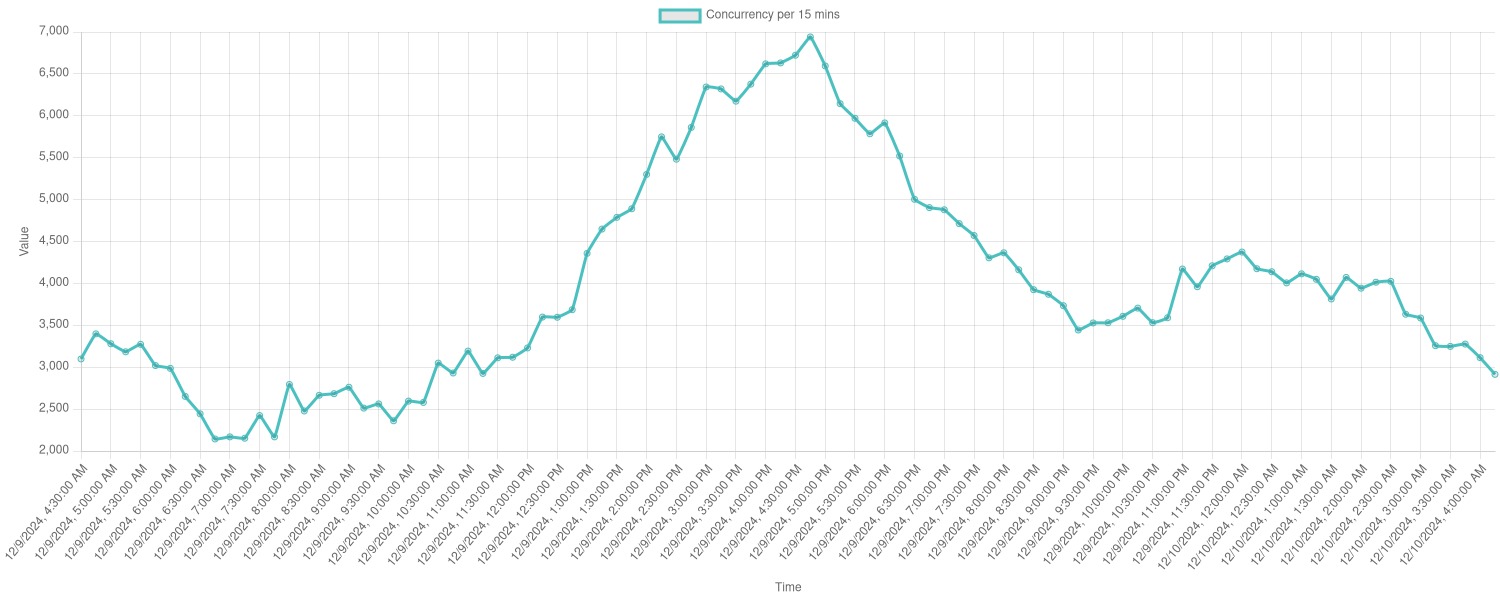 Concurrency per 15 mins
7,000
6,500
6,000
5,500
5,000
4,500
4,000
3,500
3,000
2,500
2,000
Value
12/9/2024, 4:30:00 AM
12/9/2024, 5:00:00 AM
12/9/2024, 5:30:00 AM
12/9/2024, 6:00:00 AM
12/9/2024, 6:30:00 AM
12/9/2024, 7:00:00 AM
12/9/2024, 7:30:00 AM
12/9/2024, 8:00:00 AM
12/9/2024, 8:30:00 AM
12/9/2024, 9:00:00 AM
12/9/2024, 9:30:00 AM
12/9/2024, 10:00:00 AM
12/9/2024, 10:30:00 AM
12/9/2024, 11:00:00 AM
12/9/2024, 11:30:00 AM
12/9/2024, 12:00:00 PM
12/9/2024, 12:30:00 PM
12/9/2024, 1:00:00 PM
12/9/2024, 1:30:00 PM
12/9/2024, 2:00:00 PM
12/9/2024, 2:30:00 PM
12/9/2024, 3:00:00 PM
12/9/2024, 3:30:00 PM
12/9/2024, 4:00:00 PM
12/9/2024, 4:30:00 PM
12/9/2024, 5:00:00 PM
12/9/2024, 5:30:00 PM
12/9/2024, 6:00:00 PM
12/9/2024, 6:30:00 PM
12/9/2024, 7:00:00 PM
12/9/2024, 7:30:00 PM
12/9/2024, 8:00:00 PM
12/9/2024, 8:30:00 PM
12/9/2024, 9:00:00 PM
12/9/2024, 9:30:00 PM
12/9/2024, 10:00:00 PM
12/9/2024, 10:30:00 PM
12/9/2024, 11:00:00 PM
12/9/2024, 11:30:00 PM
12/10/2024, 12:00:00 AM
12/10/2024, 12:30:00 AM
12/10/2024, 1:00:00 AM
12/10/2024, 1:30:00 AM
12/10/2024, 2:00:00 AM
12/10/2024, 2:30:00 AM
12/10/2024, 3:00:00 AM
12/10/2024, 3:30:00 AM
12/10/2024, 4:00:00 AM
Time